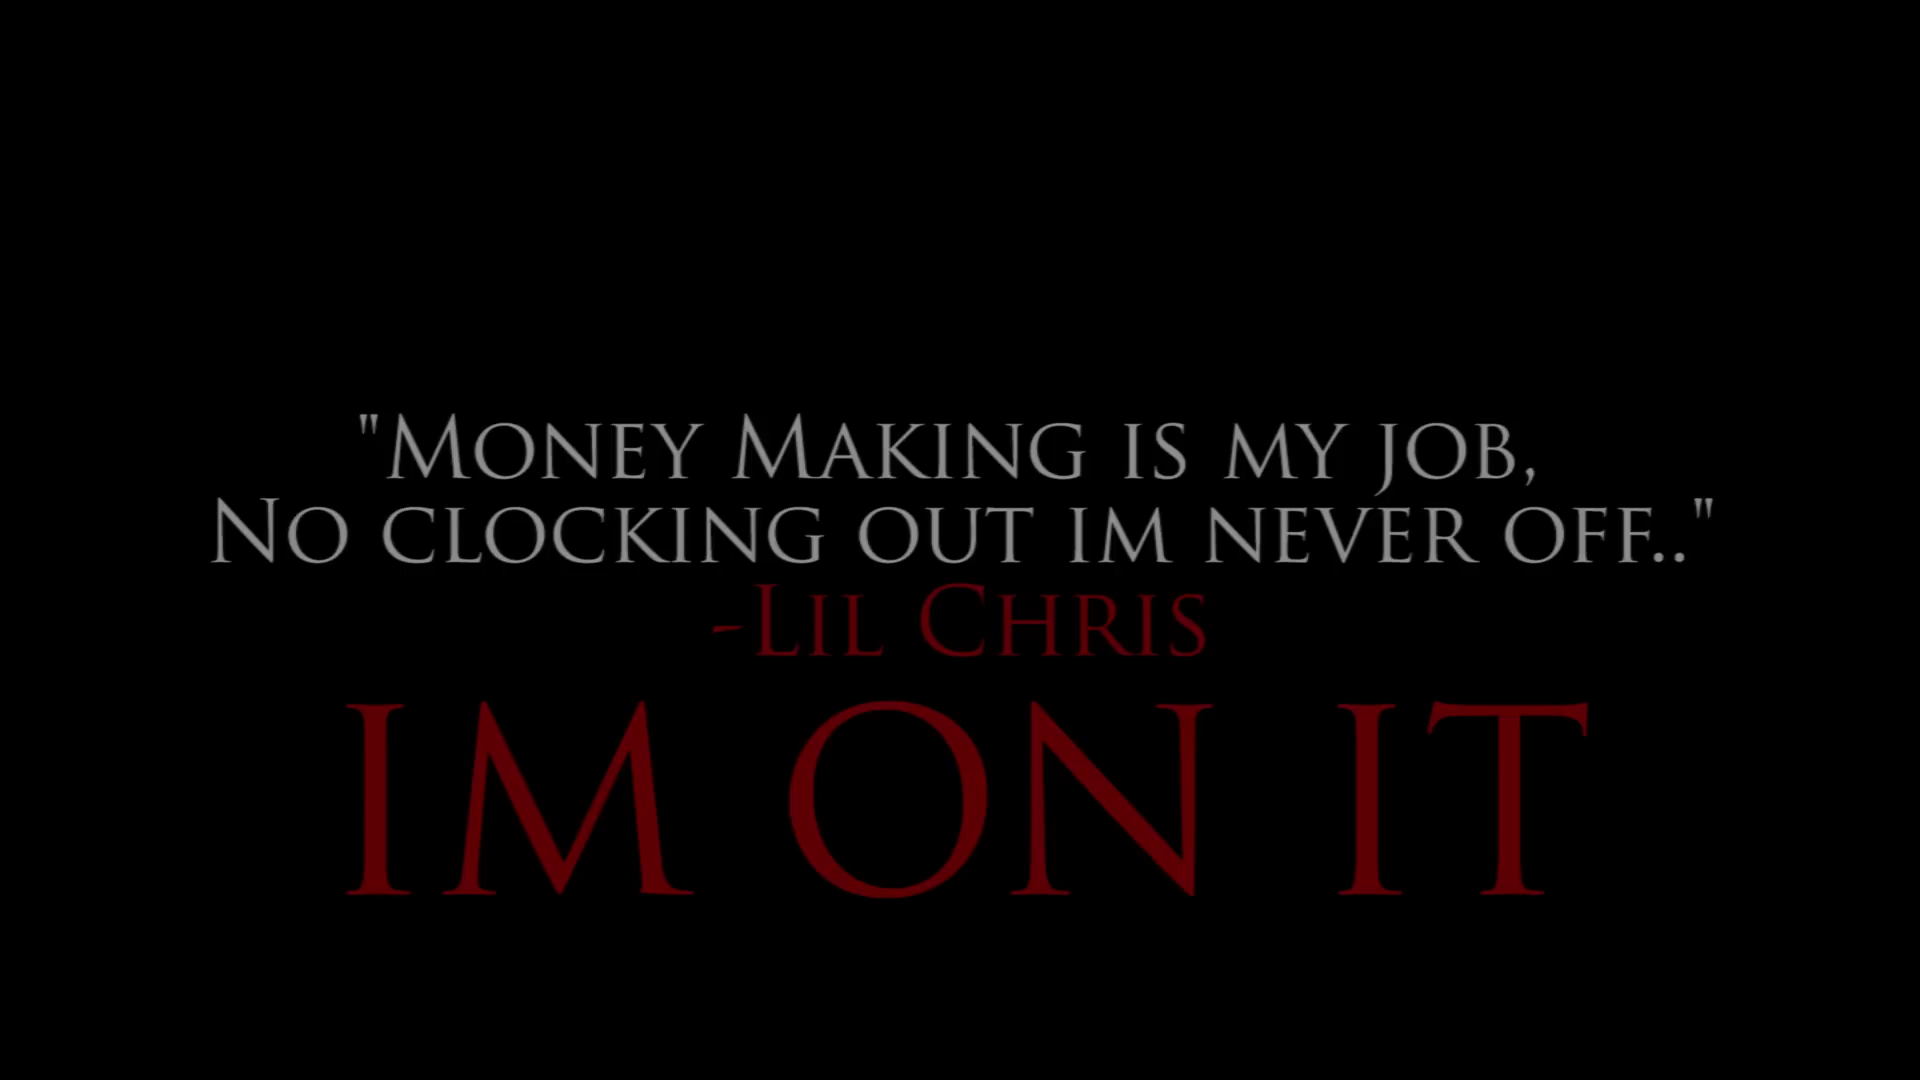 "Money Making is my job,
No clocking out im never off.."
-Lil Chris
IM ON IT